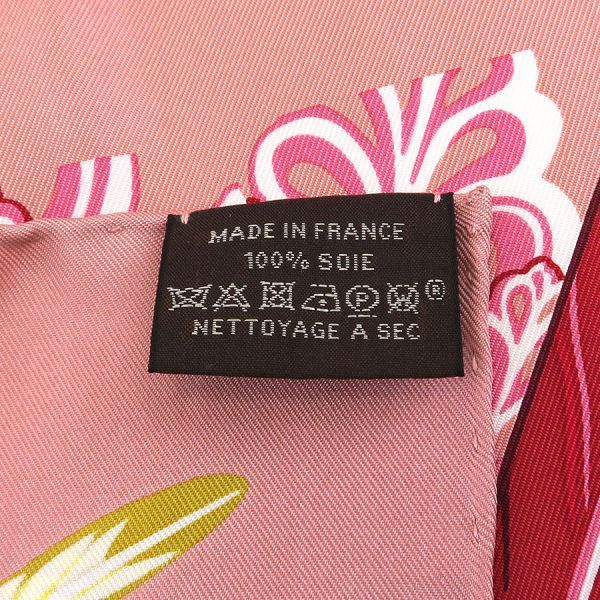 MADE IN FRANCE
100% SOIE
P ®
NETTOYAGE A SEC